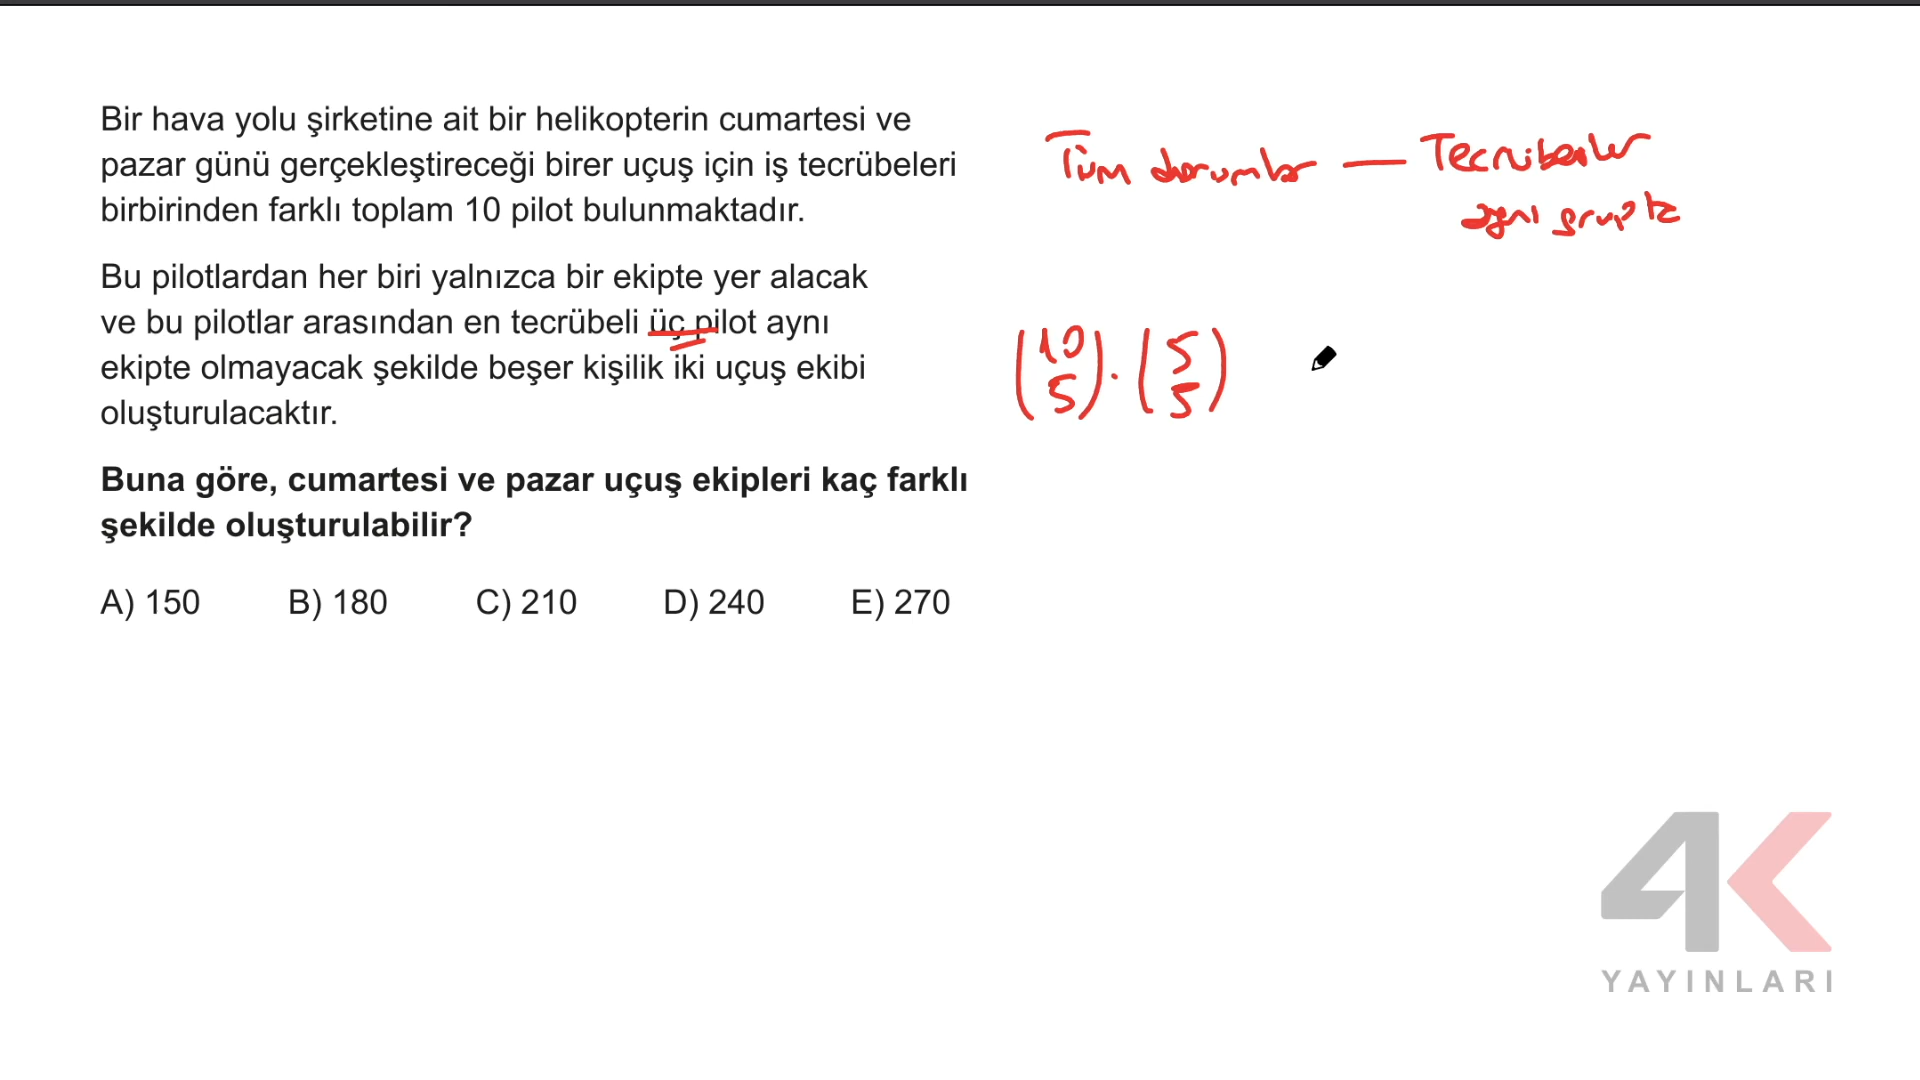 Bir hava yolu şirketine ait bir helikopterin cumartesi ve
pazar günü gerçekleştireceği birer uçuş için iş tecrübeleri
birbirinden farklı toplam 10 pilot bulunmaktadır.
Bu pilotlardan her biri yalnızca bir ekipte yer alacak
ve bu pilotlar arasından en tecrübeli üç pilot aynı
ekipte olmayacak şekilde beşer kişilik iki uçuş ekibi
oluşturulacaktır.
Buna göre, cumartesi ve pazar uçuş ekipleri kaç farklı
şekilde oluşturulabilir?
A) 150 B) 180 C) 210 D) 240 E) 270
Tüm durumlar — Tecrübeliler
aynı grupta
(10 5) . (5 5)
4K
YAYINLARI